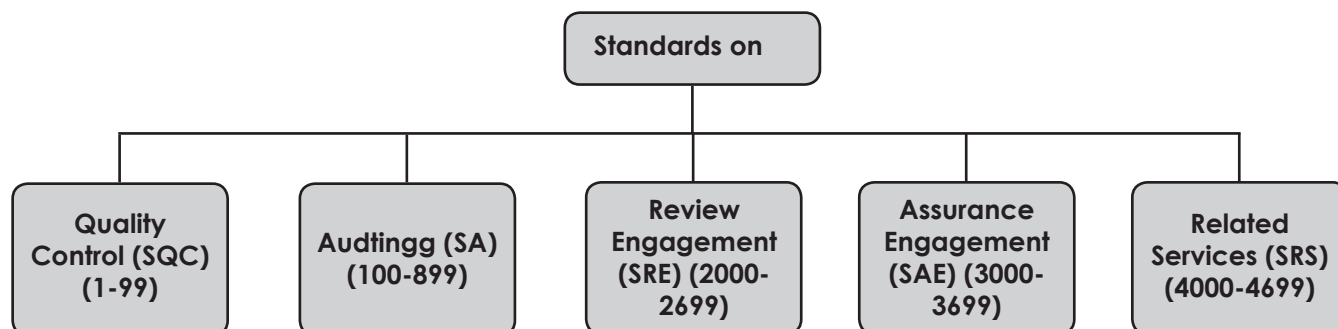 Standards on
Quality
Control (SQC)
(1-99)
Audtingg (SA)
(100-899)
Review
Engagement
(SRE) (2000-
2699)
Assurance
Engagement
(SAE) (3000-
3699)
Related
Services (SRS)
(4000-4699)